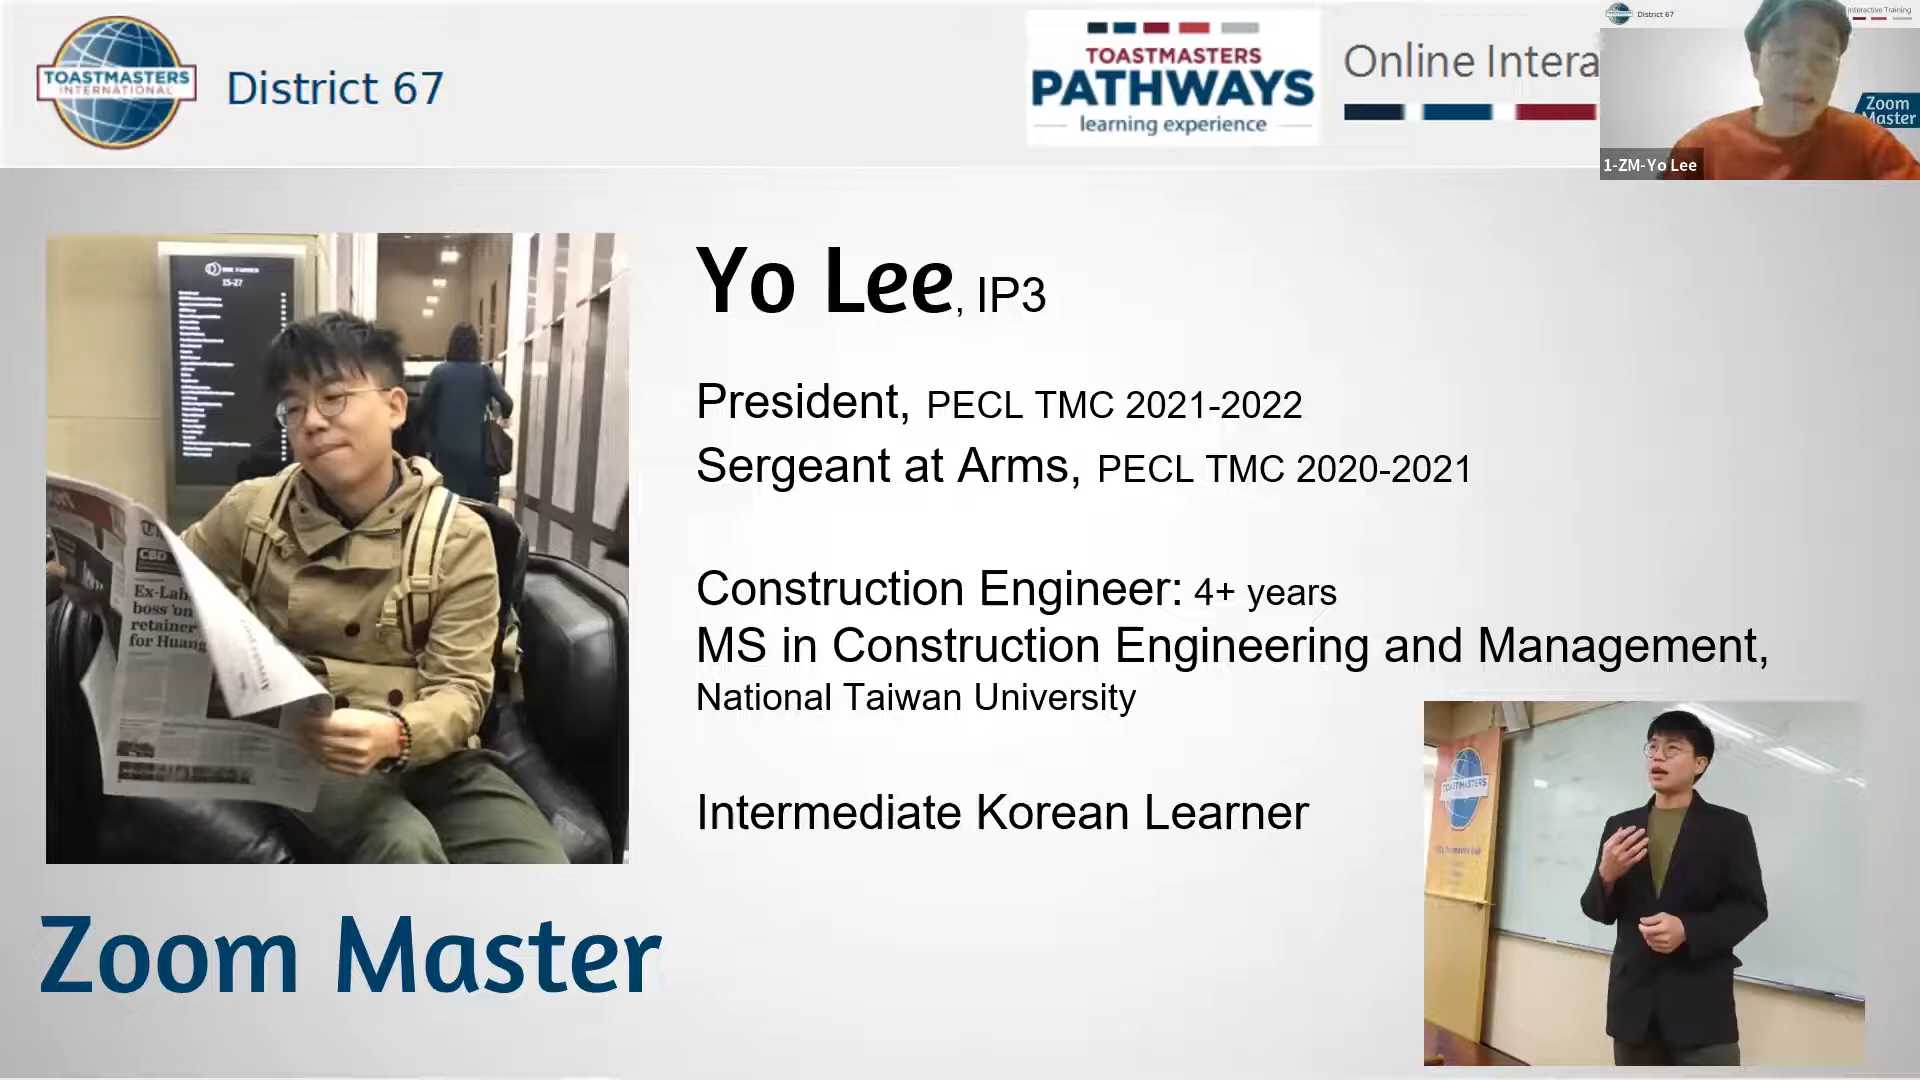 TOASTMASTERS
INTERNATIONAL
District 67
TOASTMASTERS
PATHWAYS
learning experience
Online Intera
District 67
Interactive Training
Zoom
Master
1-ZM-Yo Lee
15-27
Yo Lee, IP3
President, PECL TMC 2021-2022
Sergeant at Arms, PECL TMC 2020-2021
CBD
Ex-Lab
boss 'on
retainer
for Huang
Construction Engineer: 4+ years
MS in Construction Engineering and Management,
National Taiwan University
Intermediate Korean Learner
TOASTMASTERS
Zoom Master